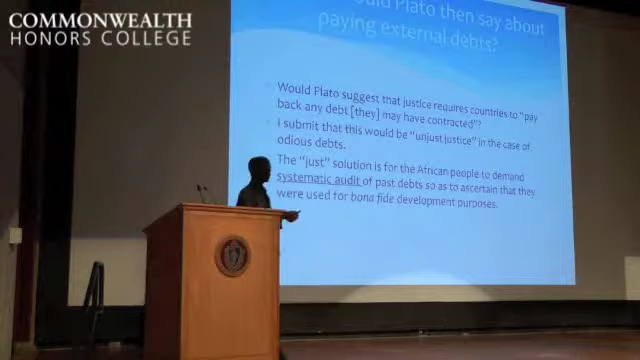 COMMONWEALTH
HONORS COLLEGE
ould Plato then say about
paying external debts?
Would Plato suggest that justice requires countries to "pay
back any debt [they] may have contracted"?
I submit that this would be "unjust justice" in the case of
odious debts.
The "just" solution is for the African people to demand
systematic audit of past debts so as to ascertain that they
were used for bona fide development purposes.